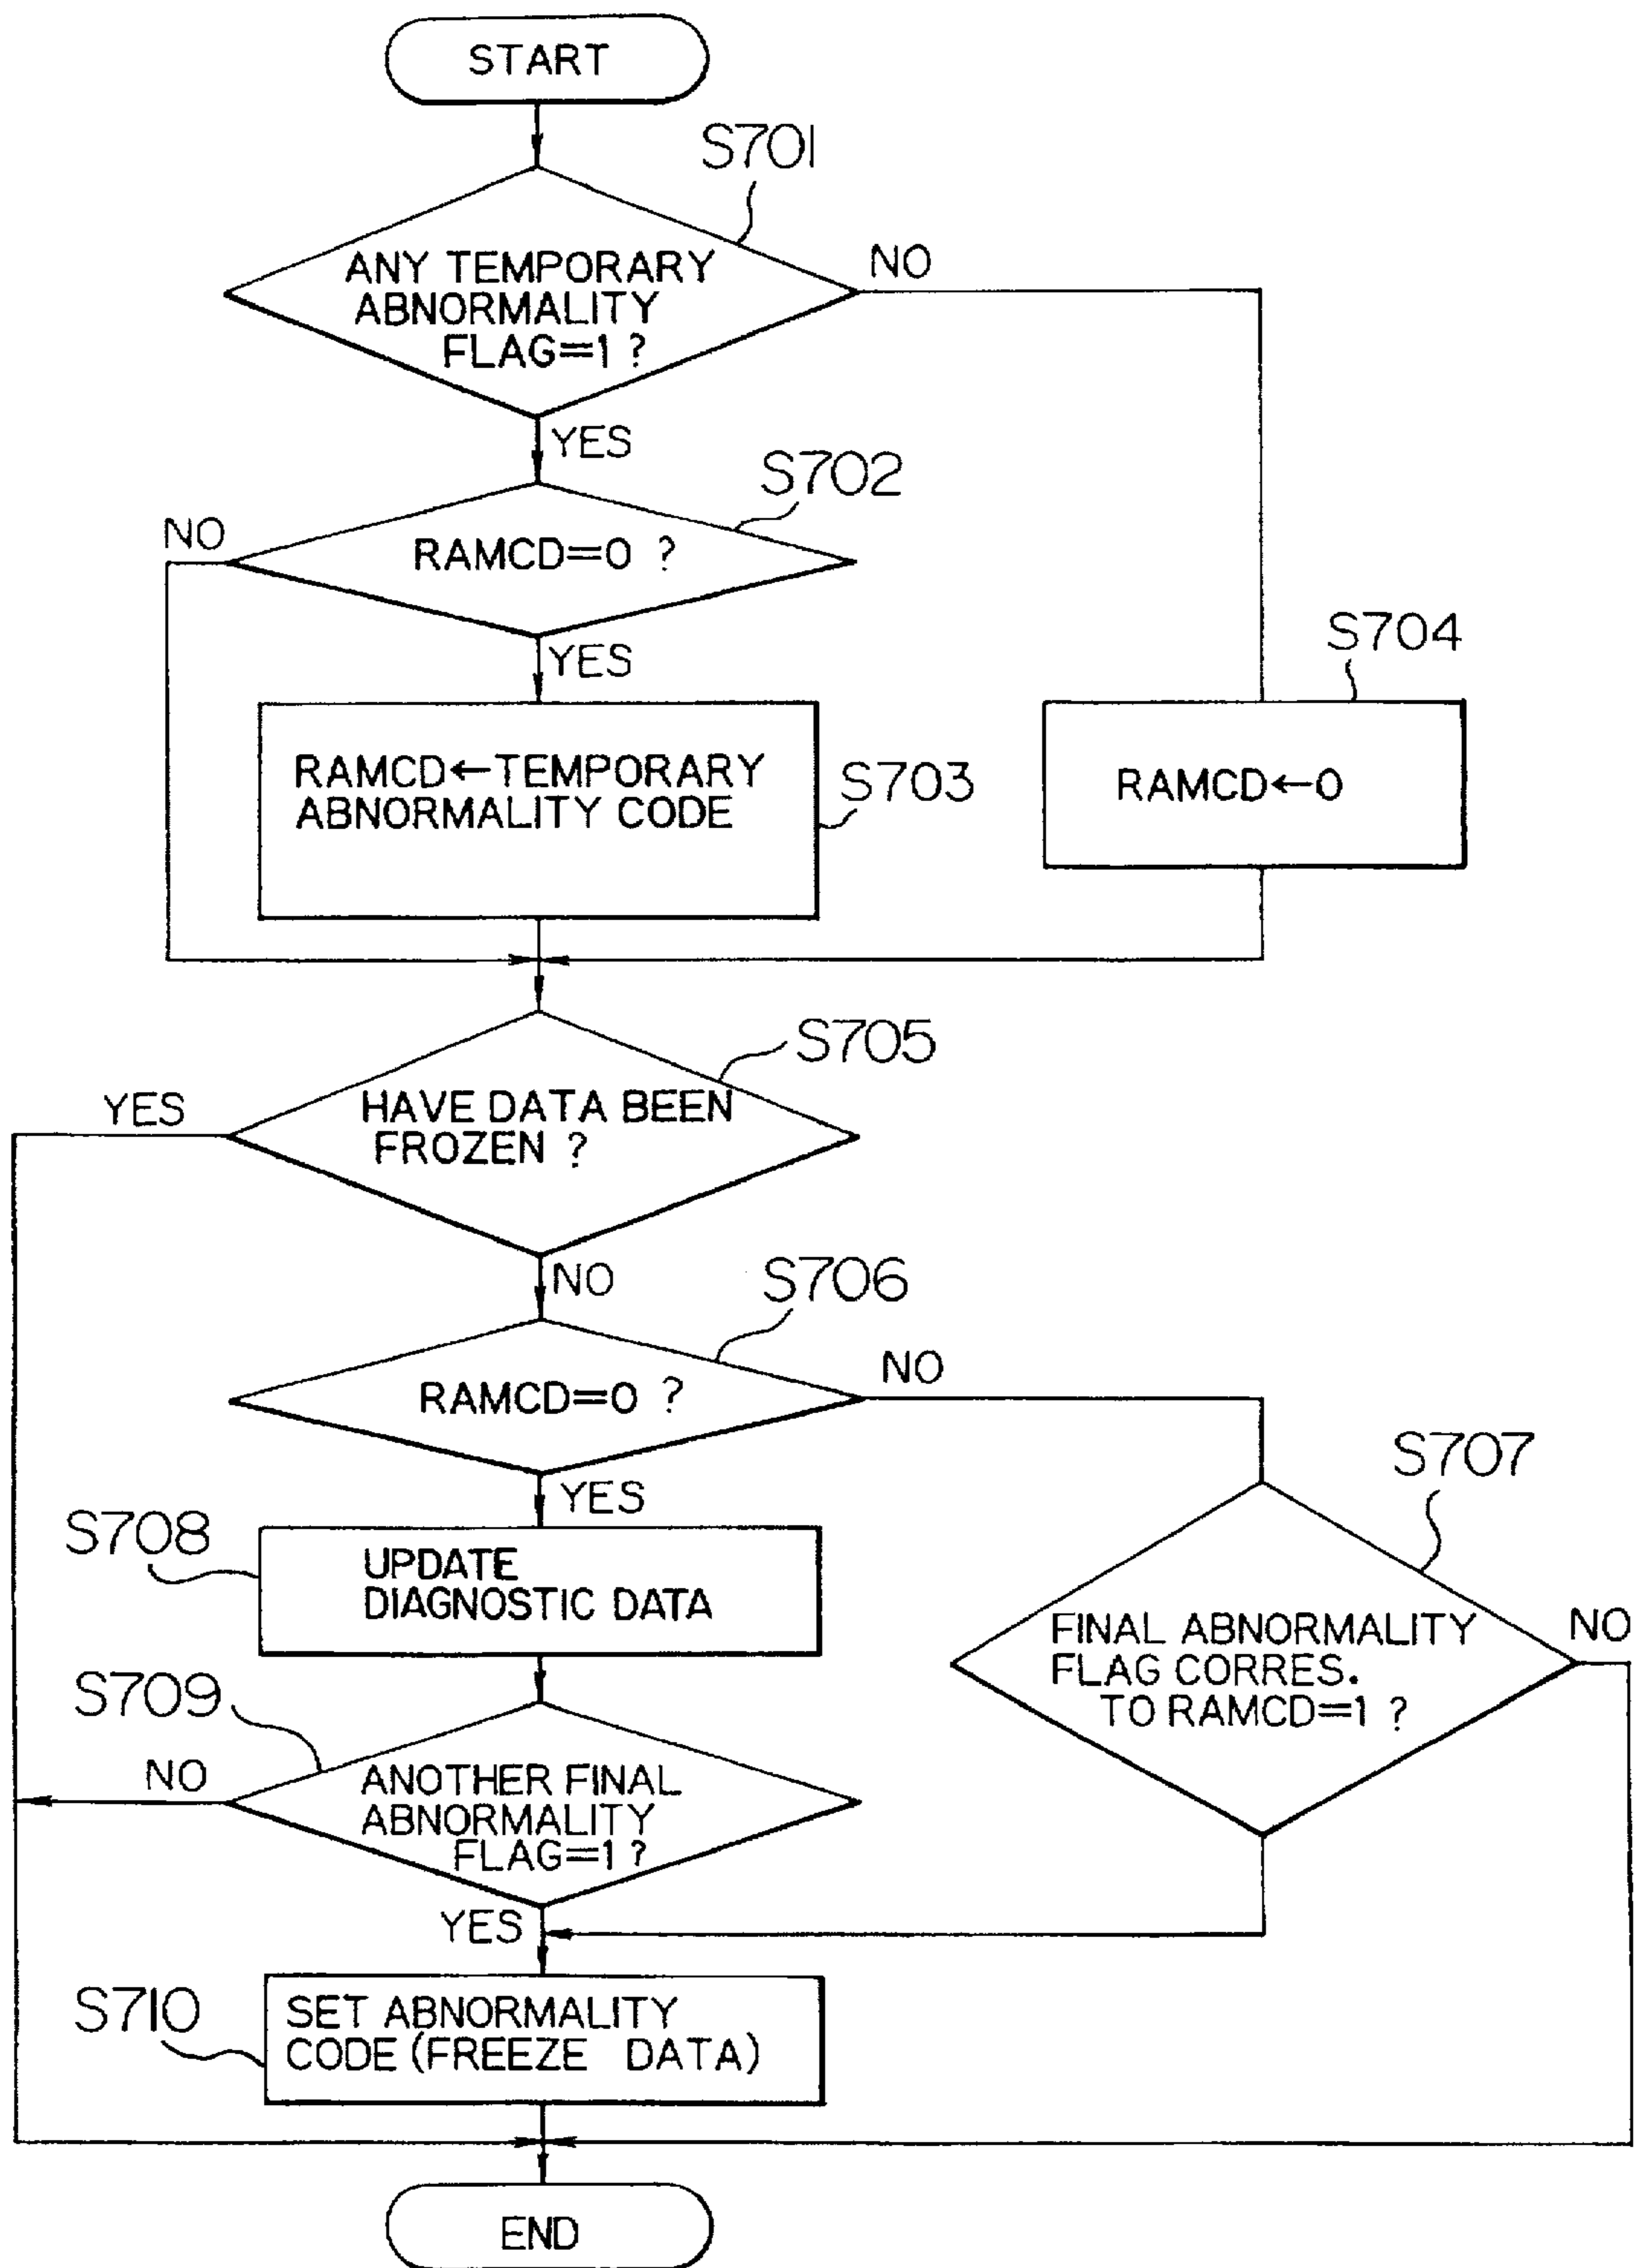 START
S701
ANY TEMPORARY
ABNORMALITY
FLAG=1 ?
NO
YES
S702
NO
RAMCD=0 ?
YES
S704
RAMCD←TEMPORARY
ABNORMALITY CODE
S703
RAMCD←0
S705
YES
HAVE DATA BEEN
FROZEN ?
NO
S706
NO
RAMCD=0 ?
S707
YES
S708
UPDATE
DIAGNOSTIC DATA
FINAL ABNORMALITY
FLAG CORRES.
TO RAMCD=1 ?
NO
S709
NO
ANOTHER FINAL
ABNORMALITY
FLAG=1 ?
YES
S710
SET ABNORMALITY
CODE (FREEZE DATA)
END